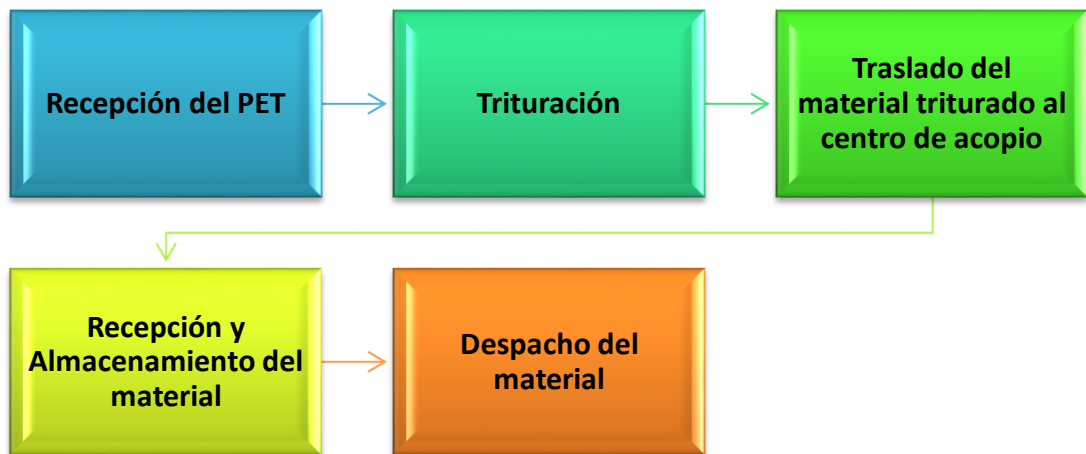 Recepción del PET
Trituración
Traslado del
material triturado al
centro de acopio
Recepción y
Almacenamiento del
material
Despacho del
material